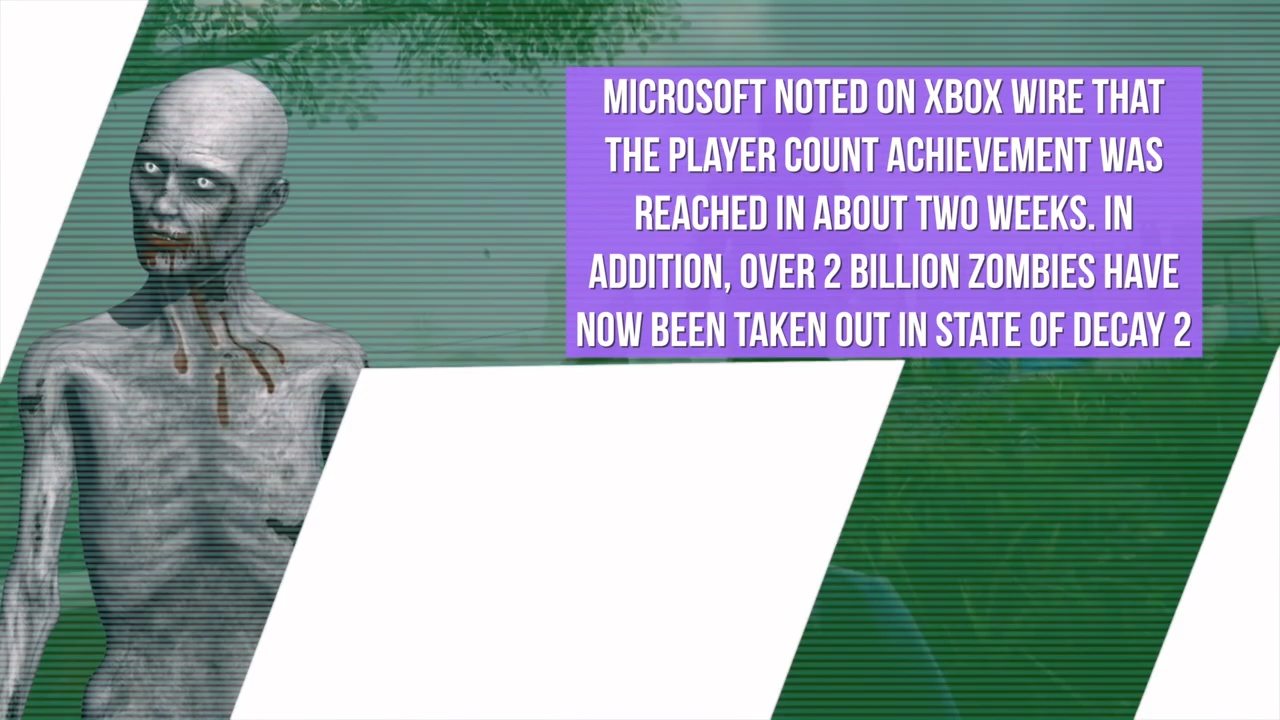 MICROSOFT NOTED ON XBOX WIRE THAT
THE PLAYER COUNT ACHIEVEMENT WAS
REACHED IN ABOUT TWO WEEKS. IN
ADDITION, OVER 2 BILLION ZOMBIES HAVE
NOW BEEN TAKEN OUT IN STATE OF DECAY 2